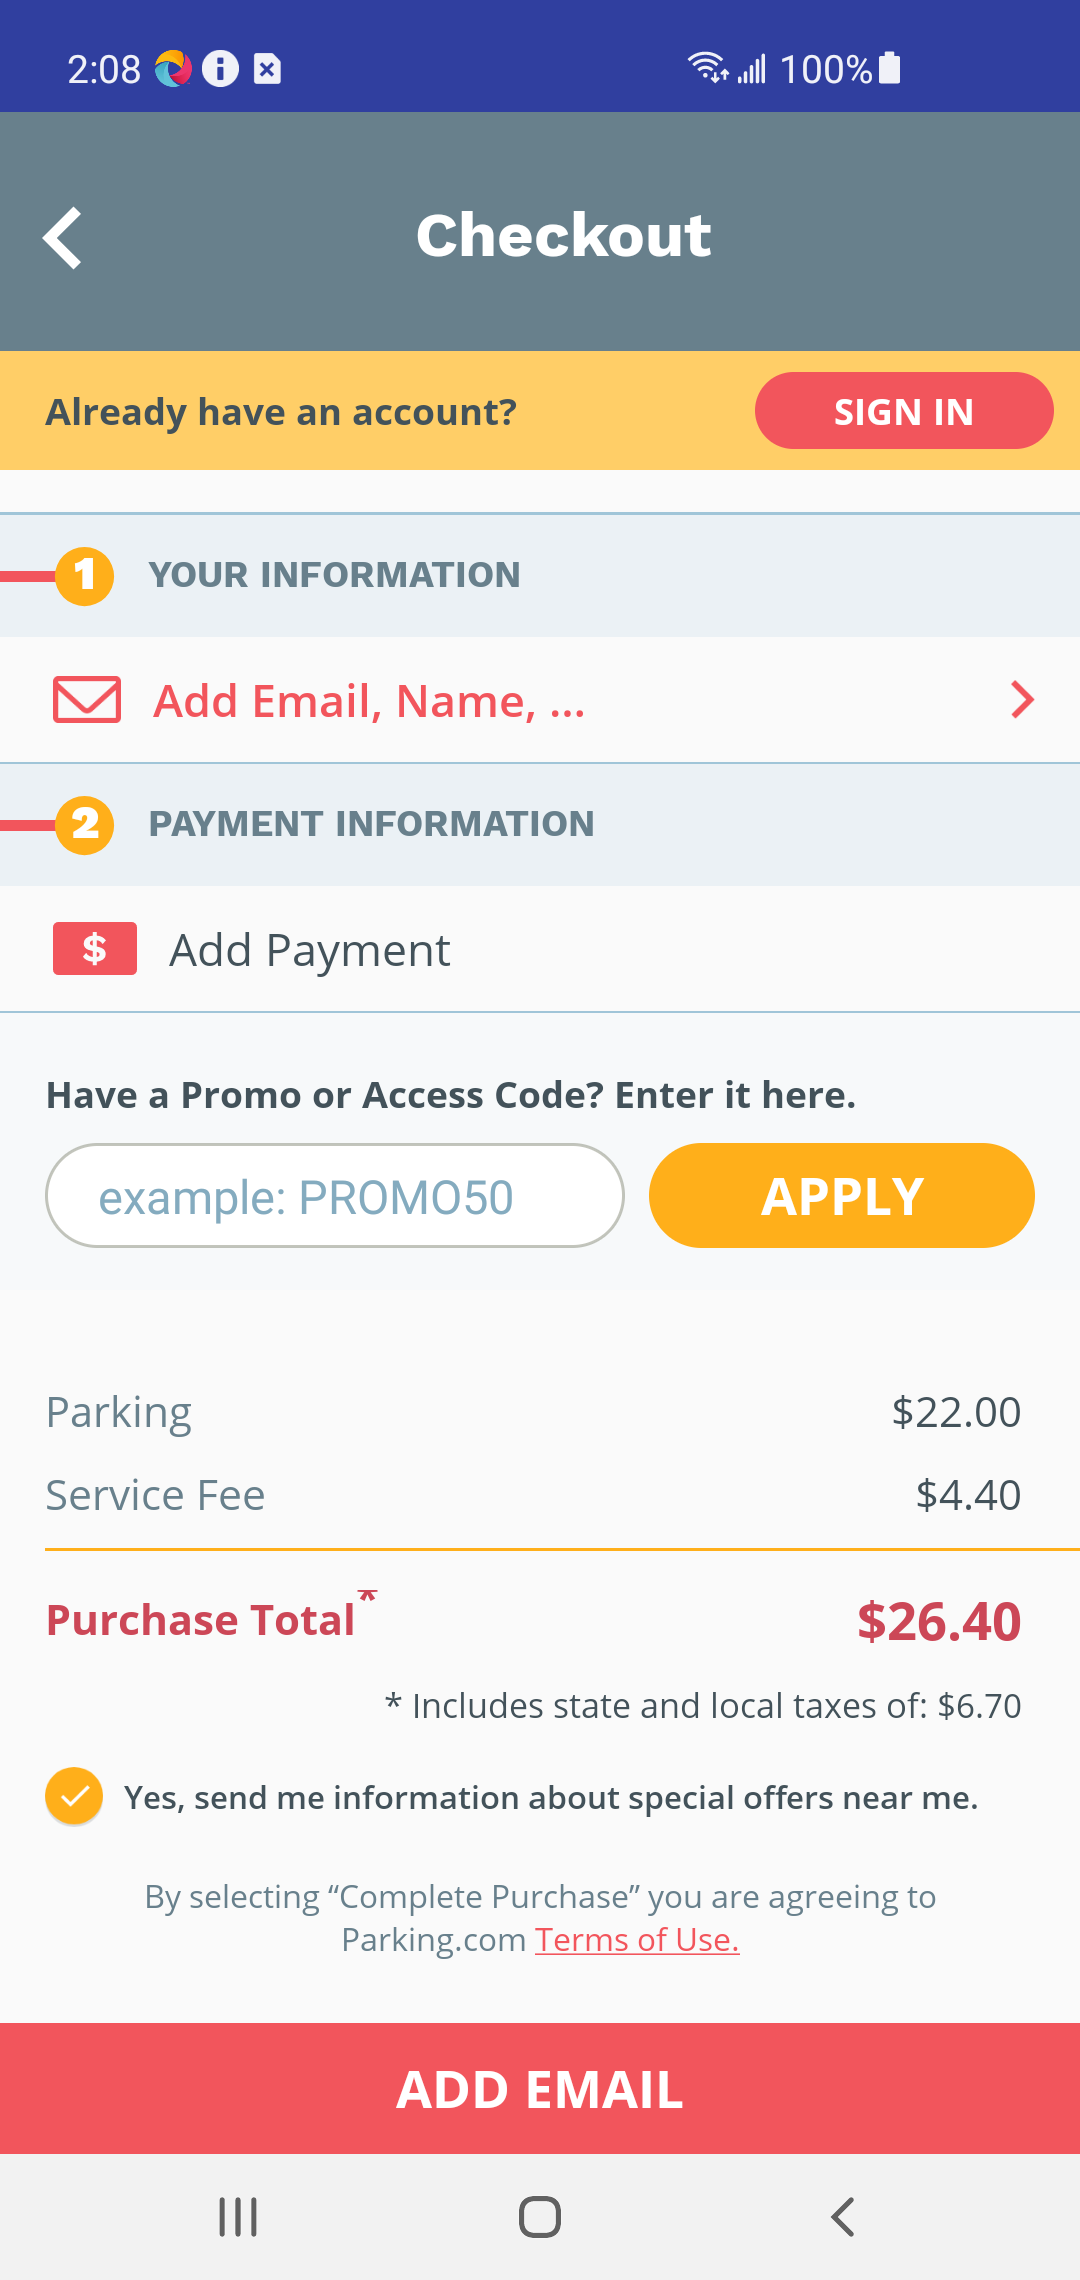 2:08 100%
Checkout
Already have an account? SIGN IN
1 YOUR INFORMATION
Add Email, Name, ...
2 PAYMENT INFORMATION
$ Add Payment
Have a Promo or Access Code? Enter it here.
example: PROMO50 APPLY
Parking $22.00
Service Fee $4.40
Purchase Total* $26.40
* Includes state and local taxes of: $6.70
Yes, send me information about special offers near me.
By selecting “Complete Purchase” you are agreeing to
Parking.com Terms of Use.
ADD EMAIL